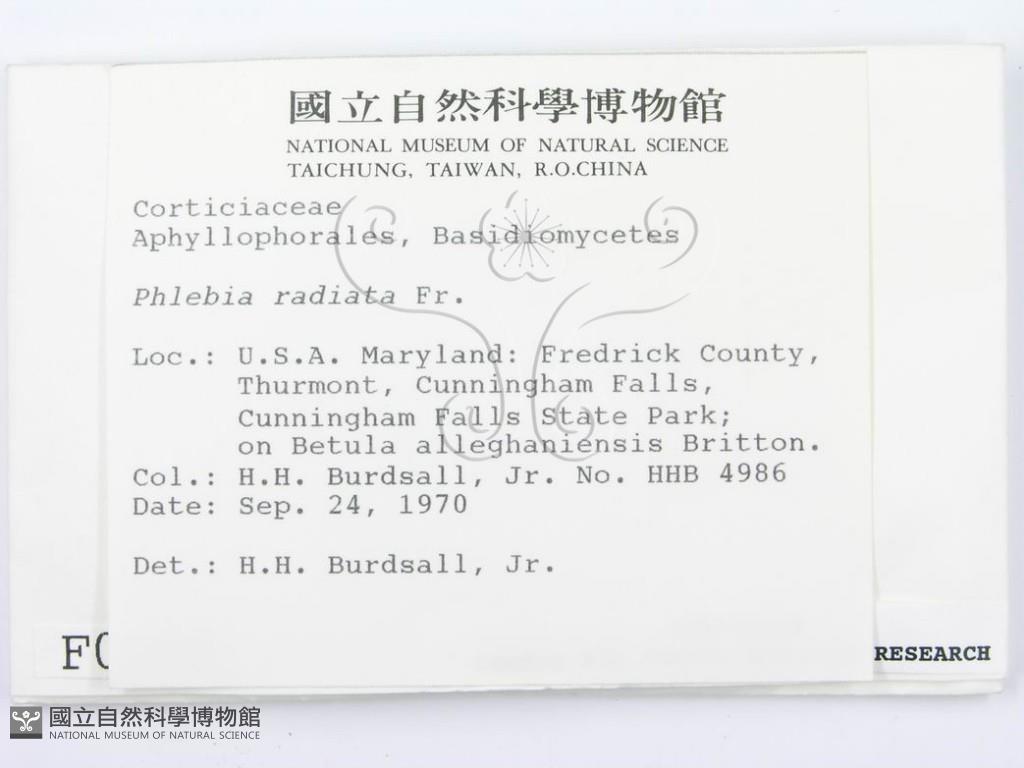 國立自然科學博物館
NATIONAL MUSEUM OF NATURAL SCIENCE
TAICHUNG, TAIWAN, R.O.CHINA
Corticiaceae
Aphyllophorales, Basidiomycetes
Phlebia radiata Fr.
Loc.: U.S.A. Maryland: Fredrick County,
Thurmont, Cunningham Falls,
Cunningham Falls State Park;
on Betula alleghaniensis Britton.
Col.: H.H. Burdsall, Jr. No. HHB 4986
Date: Sep. 24, 1970
Det.: H.H. Burdsall, Jr.
RESEARCH
國立自然科學博物館
NATIONAL MUSEUM OF NATURAL SCIENCE